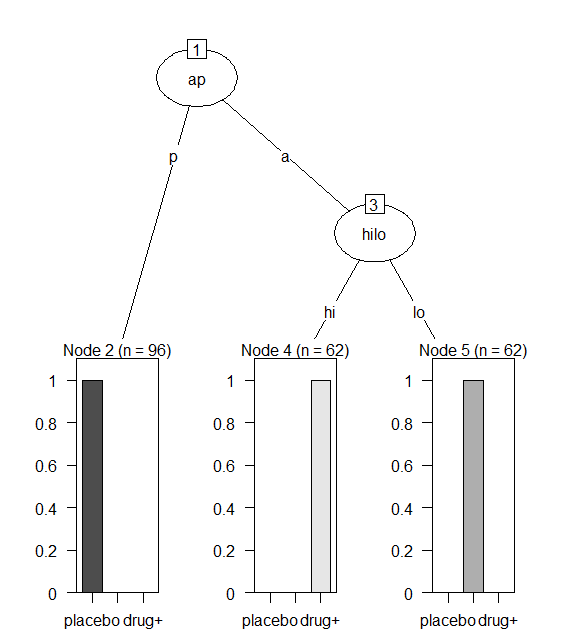 1
ap
p
a
3
hilo
hi
lo
Node 2 (n = 96)
1
0.8
0.6
0.4
0.2
0
placebo drug+
Node 4 (n = 62)
1
0.8
0.6
0.4
0.2
0
placebo drug+
Node 5 (n = 62)
1
0.8
0.6
0.4
0.2
0
placebo drug+